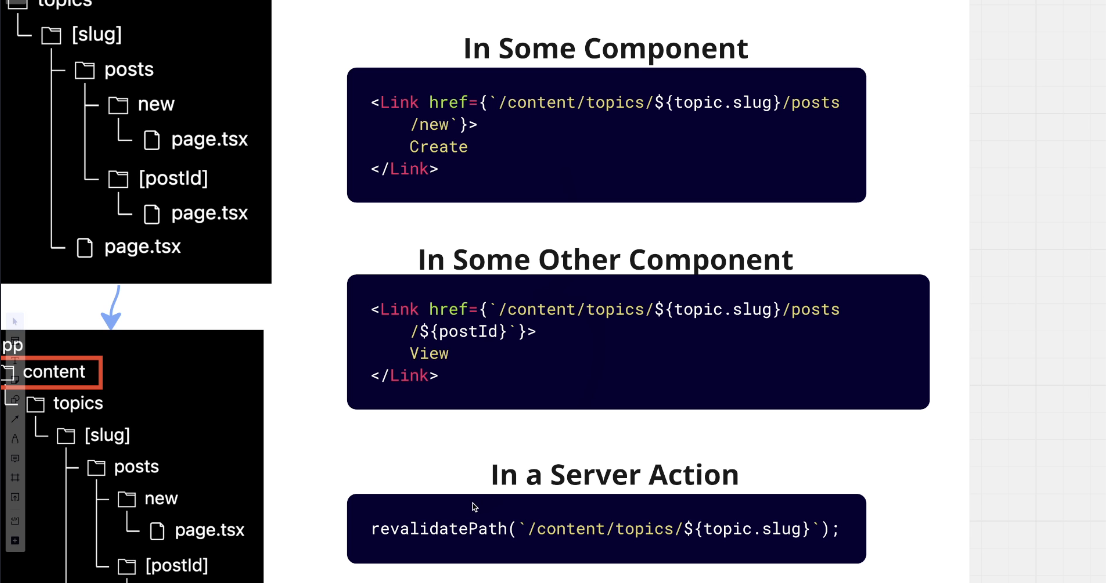 topics
[slug]
posts
new
page.tsx
[postId]
page.tsx
page.tsx
pp
content
topics
[slug]
posts
new
page.tsx
[postId]
In Some Component
<Link href={`/content/topics/${topic.slug}/posts
/new`}>
Create
</Link>
In Some Other Component
<Link href={`/content/topics/${topic.slug}/posts
/${postId}`}>
View
</Link>
In a Server Action
revalidatePath(`/content/topics/${topic.slug}`);